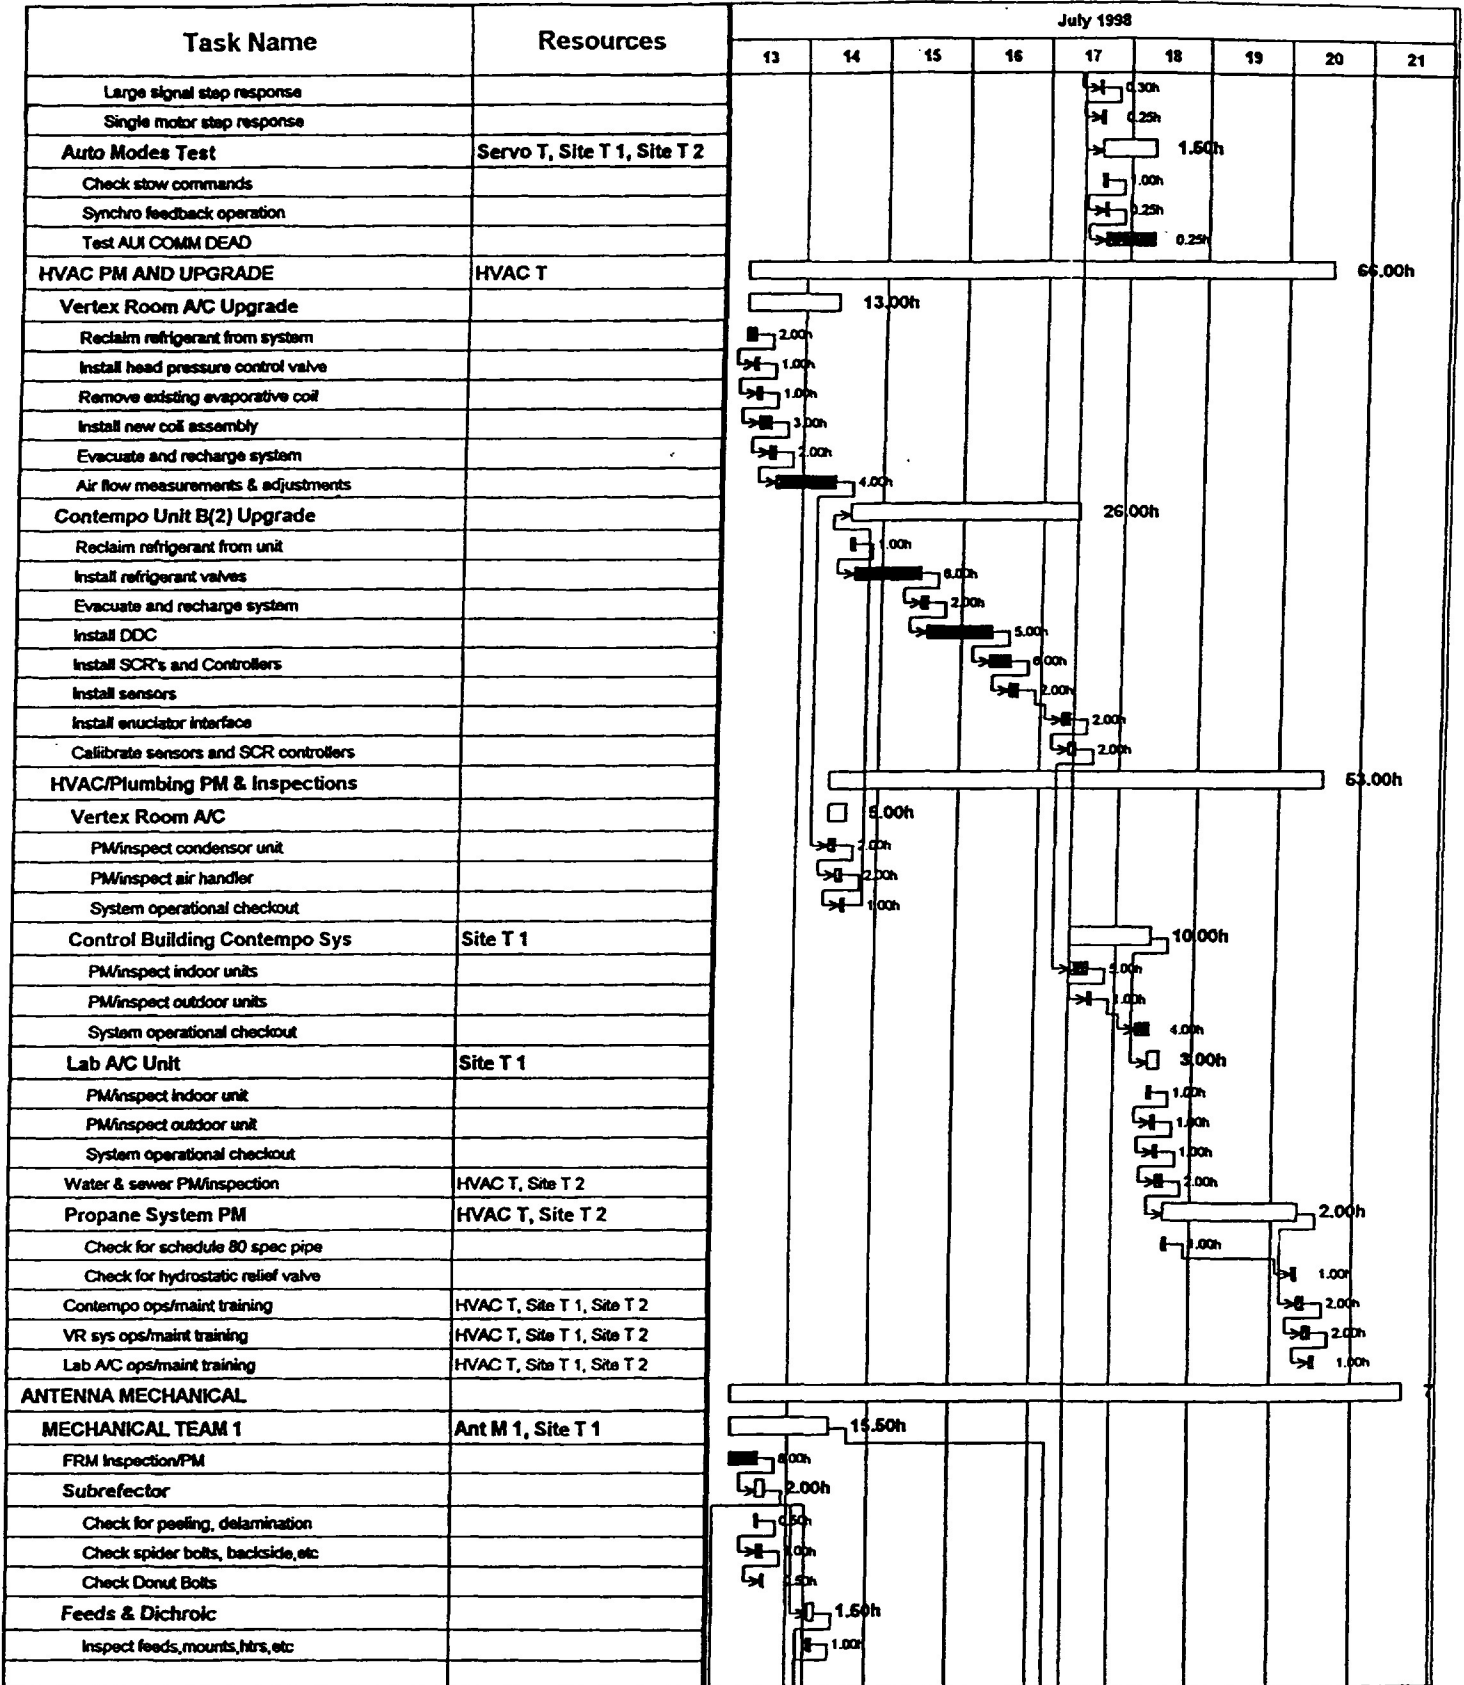 Task Name Resources July 1998
13 14 15 16 17 18 19 20 21
Large signal step response 0.30h
Single motor step response 0.25h
Auto Modes Test Servo T, Site T 1, Site T 2 1.50h
Check stow commands 1.00h
Synchro feedback operation 0.25h
Test AUI COMM DEAD 0.25h
HVAC PM AND UPGRADE HVAC T 66.00h
Vertex Room A/C Upgrade 13.00h
Reclaim refrigerant from system 2.00h
Install head pressure control valve 1.00h
Remove existing evaporative coil 1.00h
Install new coil assembly 3.00h
Evacuate and recharge system 2.00h
Air flow measurements & adjustments 4.00h
Contempo Unit B(2) Upgrade 26.00h
Reclaim refrigerant from unit 1.00h
Install refrigerant valves 6.00h
Evacuate and recharge system 2.00h
Install DDC 5.00h
Install SCR's and Controllers 6.00h
Install sensors 2.00h
Install enuciator interface 2.00h
Caliibrate sensors and SCR controllers 2.00h
HVAC/Plumbing PM & Inspections 53.00h
Vertex Room A/C 5.00h
PM/inspect condensor unit 2.00h
PM/inspect air handler 2.00h
System operational checkout 1.00h
Control Building Contempo Sys Site T 1 10.00h
PM/inspect indoor units 5.00h
PM/inspect outdoor units 1.00h
System operational checkout 4.00h
Lab A/C Unit Site T 1 3.00h
PM/inspect indoor unit 1.00h
PM/inspect outdoor unit 1.00h
System operational checkout 1.00h
Water & sewer PM/inspection HVAC T, Site T 2 2.00h
Propane System PM HVAC T, Site T 2 2.00h
Check for schedule 80 spec pipe 1.00h
Check for hydrostatic relief valve 1.00h
Contempo ops/maint training HVAC T, Site T 1, Site T 2 2.00h
VR sys ops/maint training HVAC T, Site T 1, Site T 2 2.00h
Lab A/C ops/maint training HVAC T, Site T 1, Site T 2 1.00h
ANTENNA MECHANICAL 7
MECHANICAL TEAM 1 Ant M 1, Site T 1 15.50h
FRM Inspection/PM 8.00h
Subrefector 2.00h
Check for peeling, delamination 0.50h
Check spider bolts, backside,etc 1.00h
Check Donut Bolts 0.50h
Feeds & Dichroic 1.50h
Inspect feeds,mounts,htrs,etc 1.00h